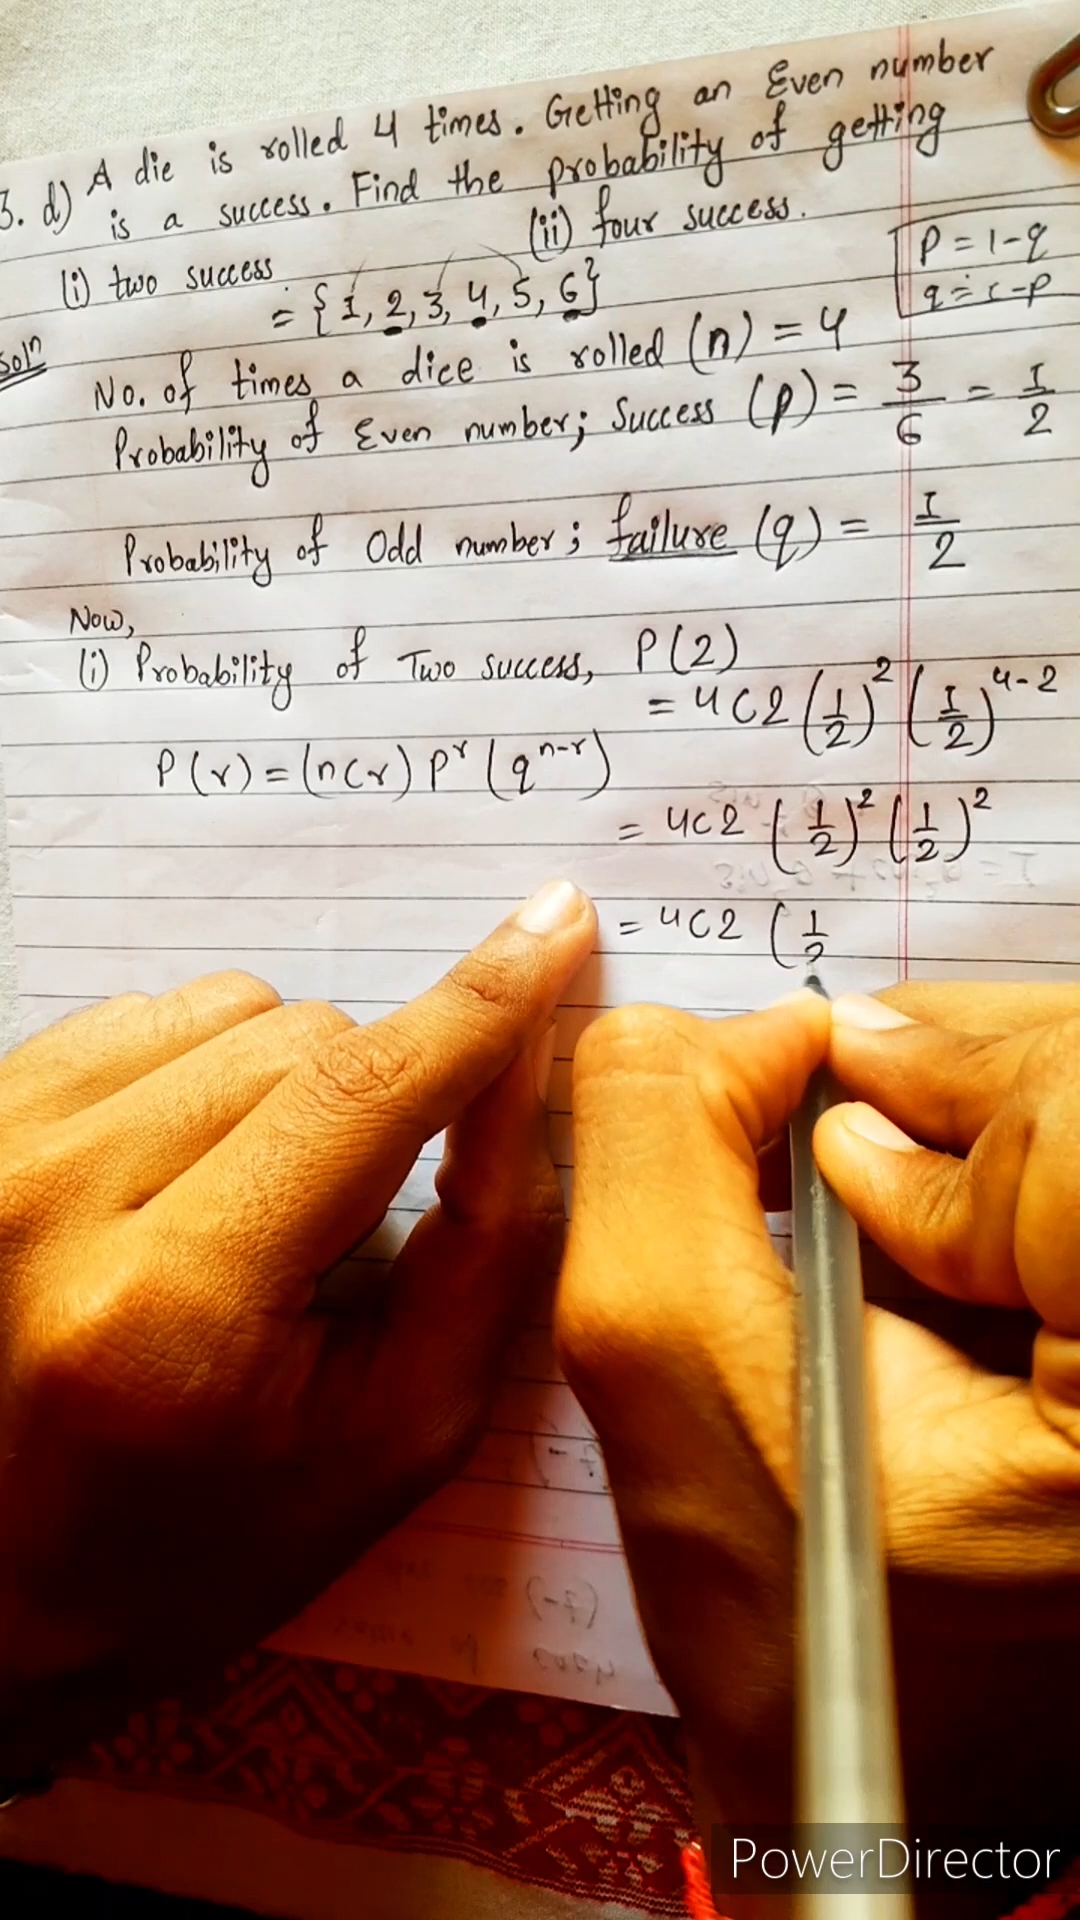 3. d) A die is rolled 4 times. Getting an Even number
is a success. Find the probability of getting
(i) two success (ii) four success.
P = 1-q
Soln = {1, 2, 3, 4, 5, 6}
No. of times a dice is rolled (n) = 4
Probability of Even number; Success (p) = 3/6 = 1/2
Probability of Odd number; failure (q) = 1/2
Now,
(i) Probability of Two success, P(2)
= 4C2 (1/2)² (1/2)⁴⁻²
P(r) = (nCr) pʳ (qⁿ⁻ʳ)
= 4C2 (1/2)² (1/2)²
= 4C2 (1/2
PowerDirector